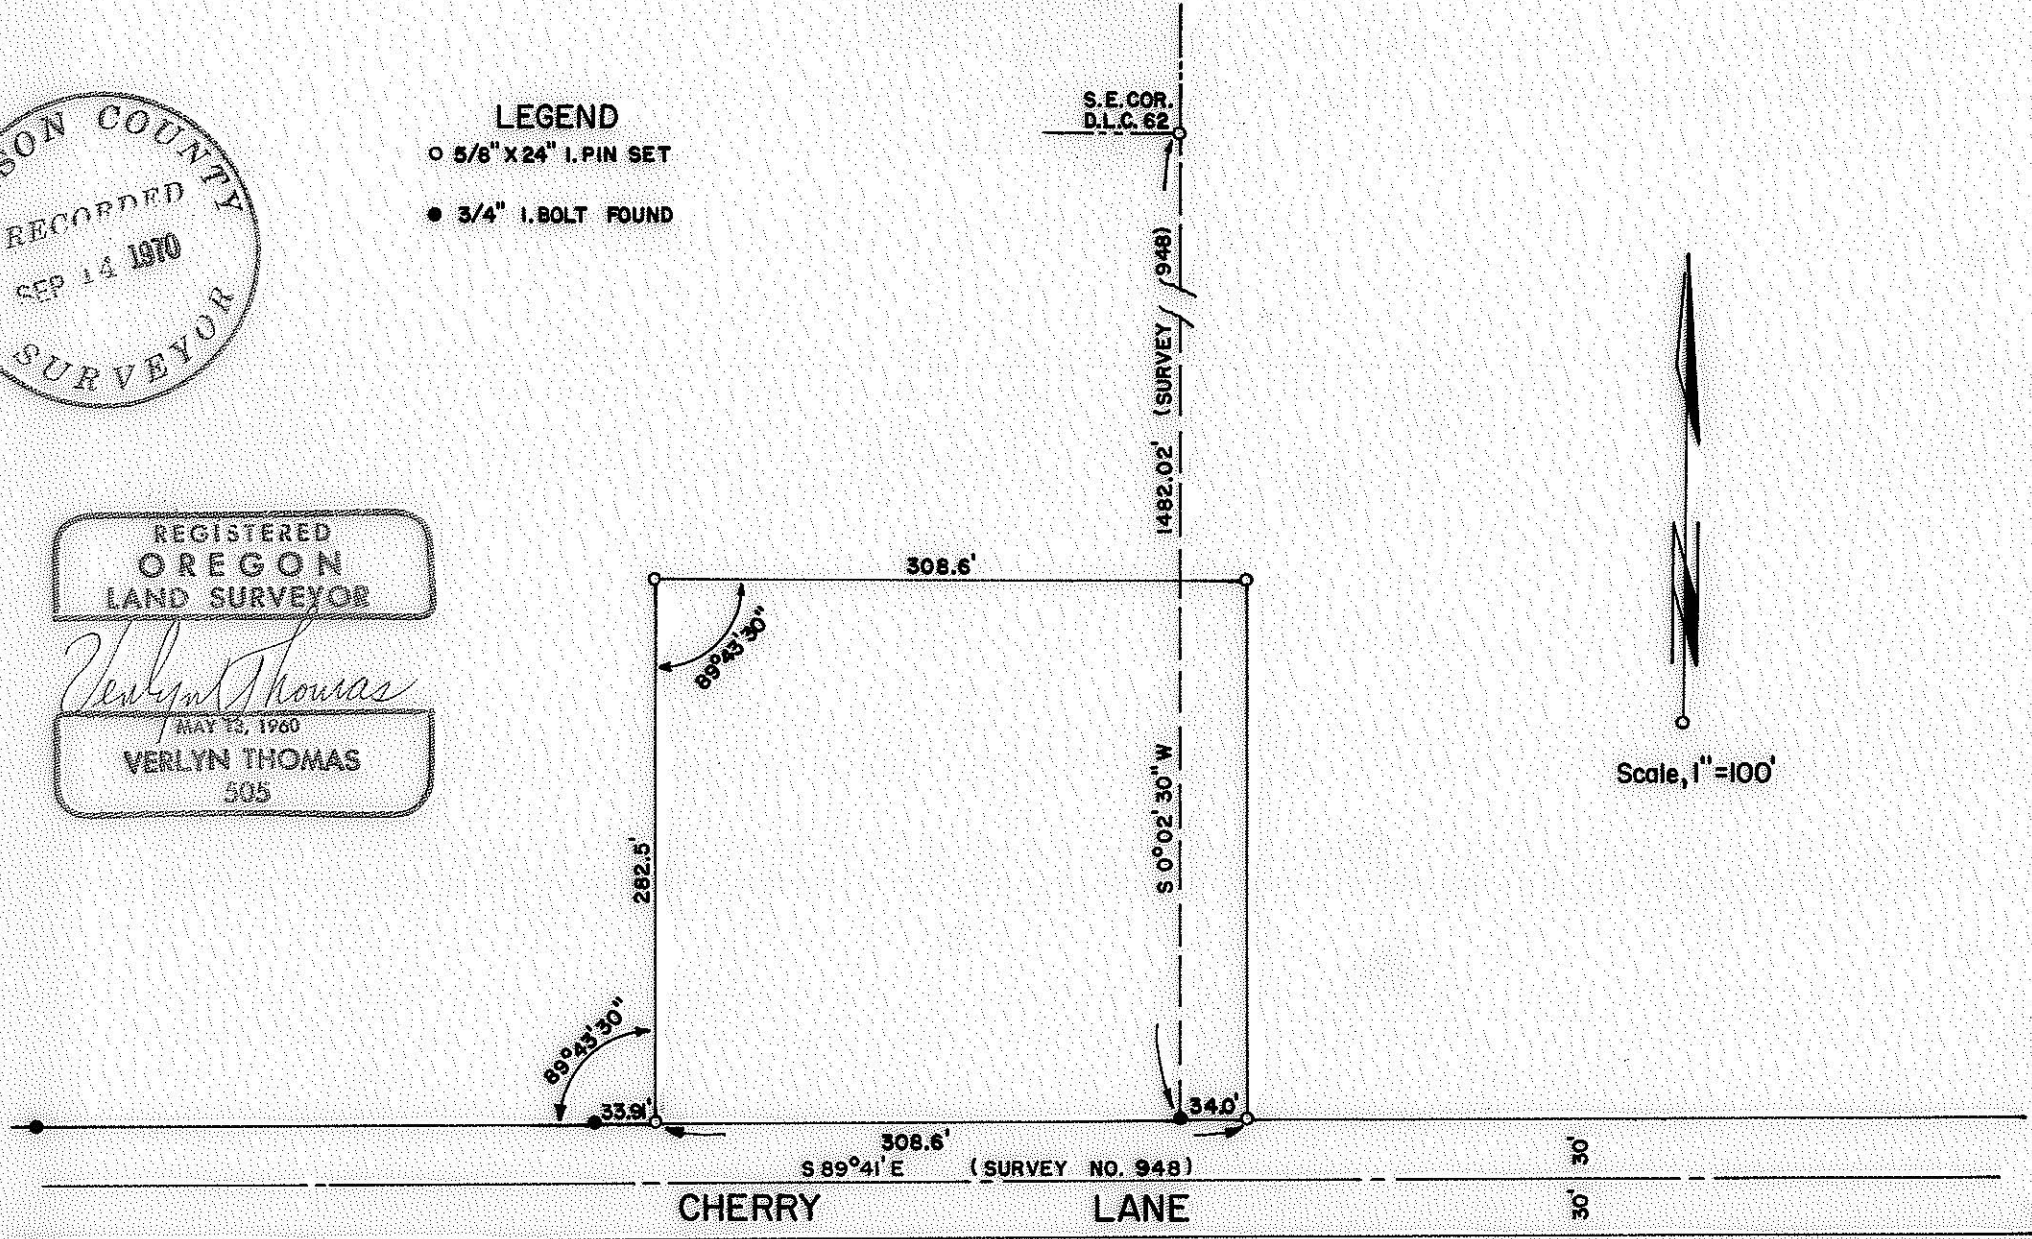 SON COUNTY
RECORDED
SEP 14 1970
SURVEYOR
LEGEND
5/8" X 24" I. PIN SET
3/4" I. BOLT FOUND
S.E. COR.
D.L.C. 62
1482.02' (SURVEY 948)
S 0°02'30" W
REGISTERED
OREGON
LAND SURVEYOR
Verlyn Thomas
MAY 13, 1960
VERLYN THOMAS
505
308.6'
89°43'30"
282.5'
89°43'30"
33.91'
34.0'
308.6'
S 89°41' E (SURVEY NO. 948)
CHERRY LANE
30'
30'
N
Scale, 1"=100'